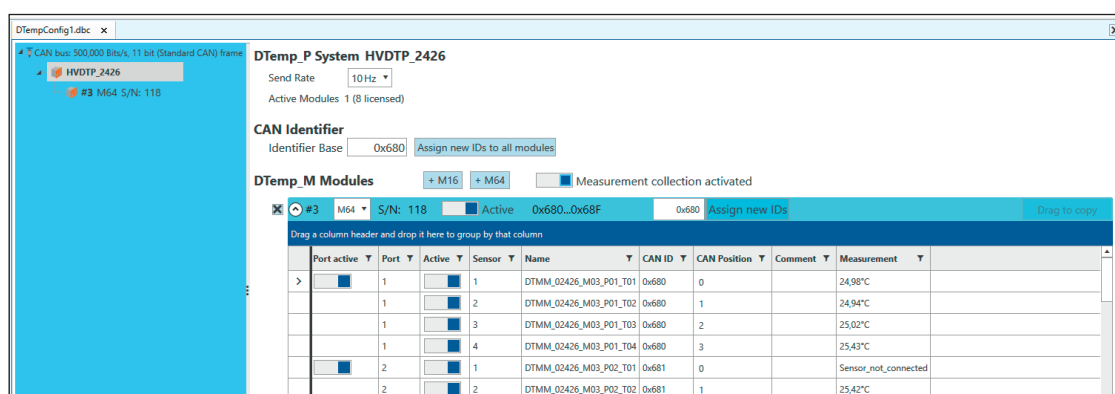 DTempConfig1.dbc x
CAN bus: 500,000 Bits/s, 11 bit (Standard CAN) frame
HVDTP_2426
#3 M64 S/N: 118
DTemp_P System HVDTP_2426
Send Rate 10 Hz
Active Modules 1 (8 licensed)
CAN Identifier
Identifier Base 0x680 Assign new IDs to all modules
DTemp_M Modules + M16 + M64 Measurement collection activated
#3 M64 S/N: 118 Active 0x680...0x68F 0x680 Assign new IDs Drag to copy
Drag a column header and drop it here to group by that column
Port active Port Active Sensor Name CAN ID CAN Position Comment Measurement
1 1 DTMM_02426_M03_P01_T01 0x680 0 24,98°C
1 2 DTMM_02426_M03_P01_T02 0x680 1 24,94°C
1 3 DTMM_02426_M03_P01_T03 0x680 2 25,02°C
1 4 DTMM_02426_M03_P01_T04 0x680 3 25,43°C
2 1 DTMM_02426_M03_P02_T01 0x681 0 Sensor_not_connected
2 2 DTMM_02426_M03_P02_T02 0x681 1 25,42°C